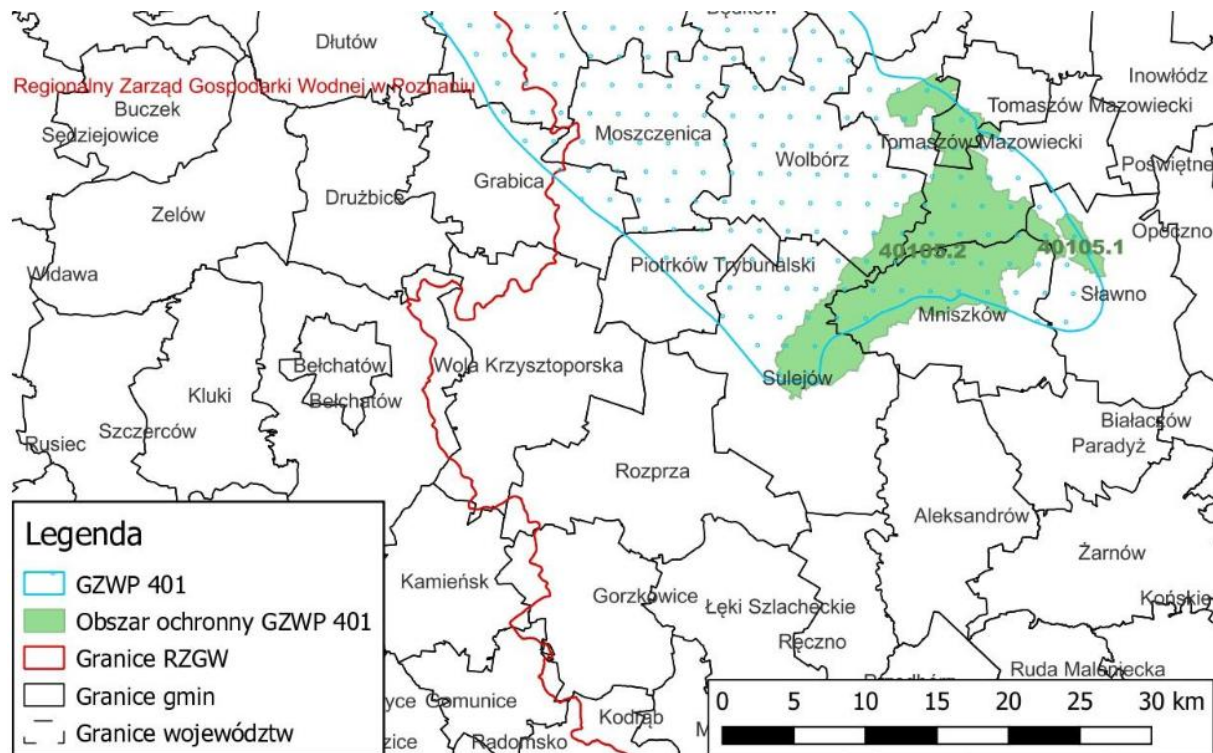 Dłutów
Będków
Regionalny Zarząd Gospodarki Wodnej w Poznaniu
Inowłódz
Buczek
Tomaszów Mazowiecki
Sędziejowice
Moszczenica
Tomaszów Mazowiecki
Wolbórz
Poświętne
Grabica
Drużbice
Zelów
Opoczno
40105.2
40105.1
Piotrków Trybunalski
Widawa
Sławno
Mniszków
Bełchatów
Wola Krzysztoporska
Sulejów
Kluki
Bełchatów
Białaczów
Szczerców
Rusiec
Paradyż
Rozprza
Aleksandrów
Żarnów
Legenda
GZWP 401
Obszar ochronny GZWP 401
Granice RZGW
Granice gmin
Granice województw
Kamieńsk
Gorzkowice
Łęki Szlacheckie
Końskie
Ręczno
Ruda Maleniecka
Gomunice
Kodrąb
Radomsko
0 5 10 15 20 25 30 km